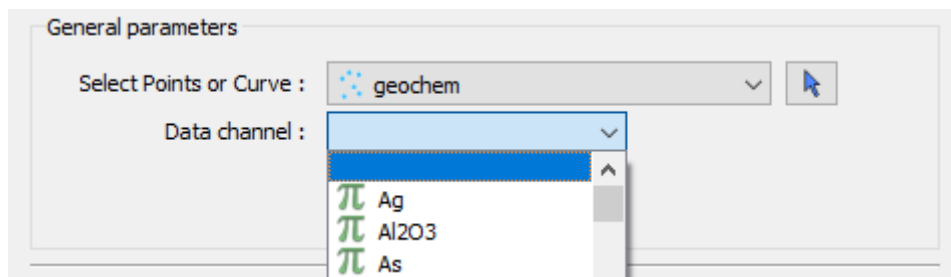 General parameters
Select Points or Curve : geochem
Data channel :
Ag
Al2O3
As